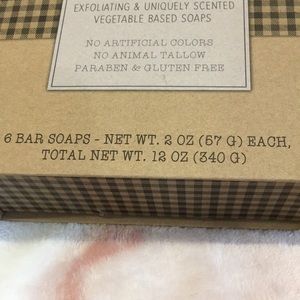 EXFOLIATING & UNIQUELY SCENTED
VEGETABLE BASED SOAPS
NO ARTIFICIAL COLORS
NO ANIMAL TALLOW
PARABEN & GLUTEN FREE
6 BAR SOAPS - NET WT. 2 OZ (57 G) EACH,
TOTAL NET WT. 12 OZ (340 G)